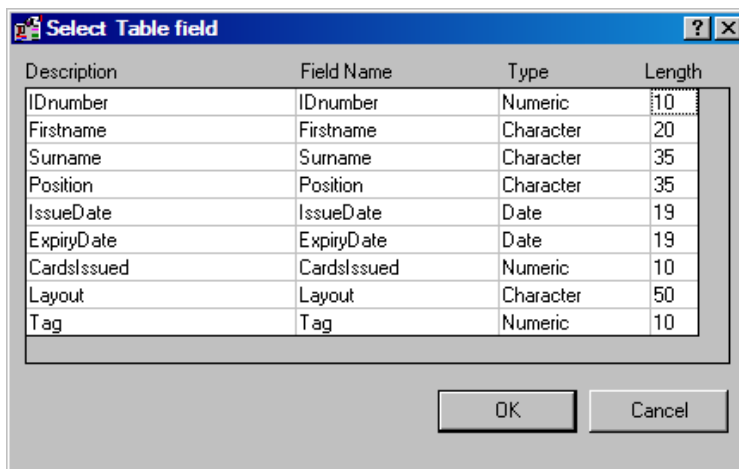 Select Table field
Description Field Name Type Length
IDnumber IDnumber Numeric 10
Firstname Firstname Character 20
Surname Surname Character 35
Position Position Character 35
IssueDate IssueDate Date 19
ExpiryDate ExpiryDate Date 19
CardsIssued CardsIssued Numeric 10
Layout Layout Character 50
Tag Tag Numeric 10
OK Cancel